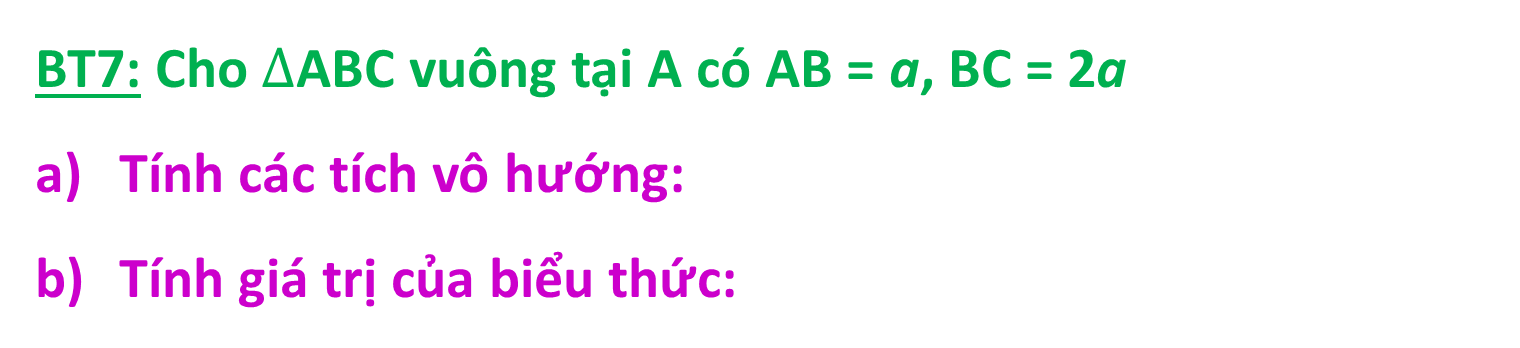 BT7: Cho ΔABC vuông tại A có AB = a, BC = 2a
a) Tính các tích vô hướng:
b) Tính giá trị của biểu thức: